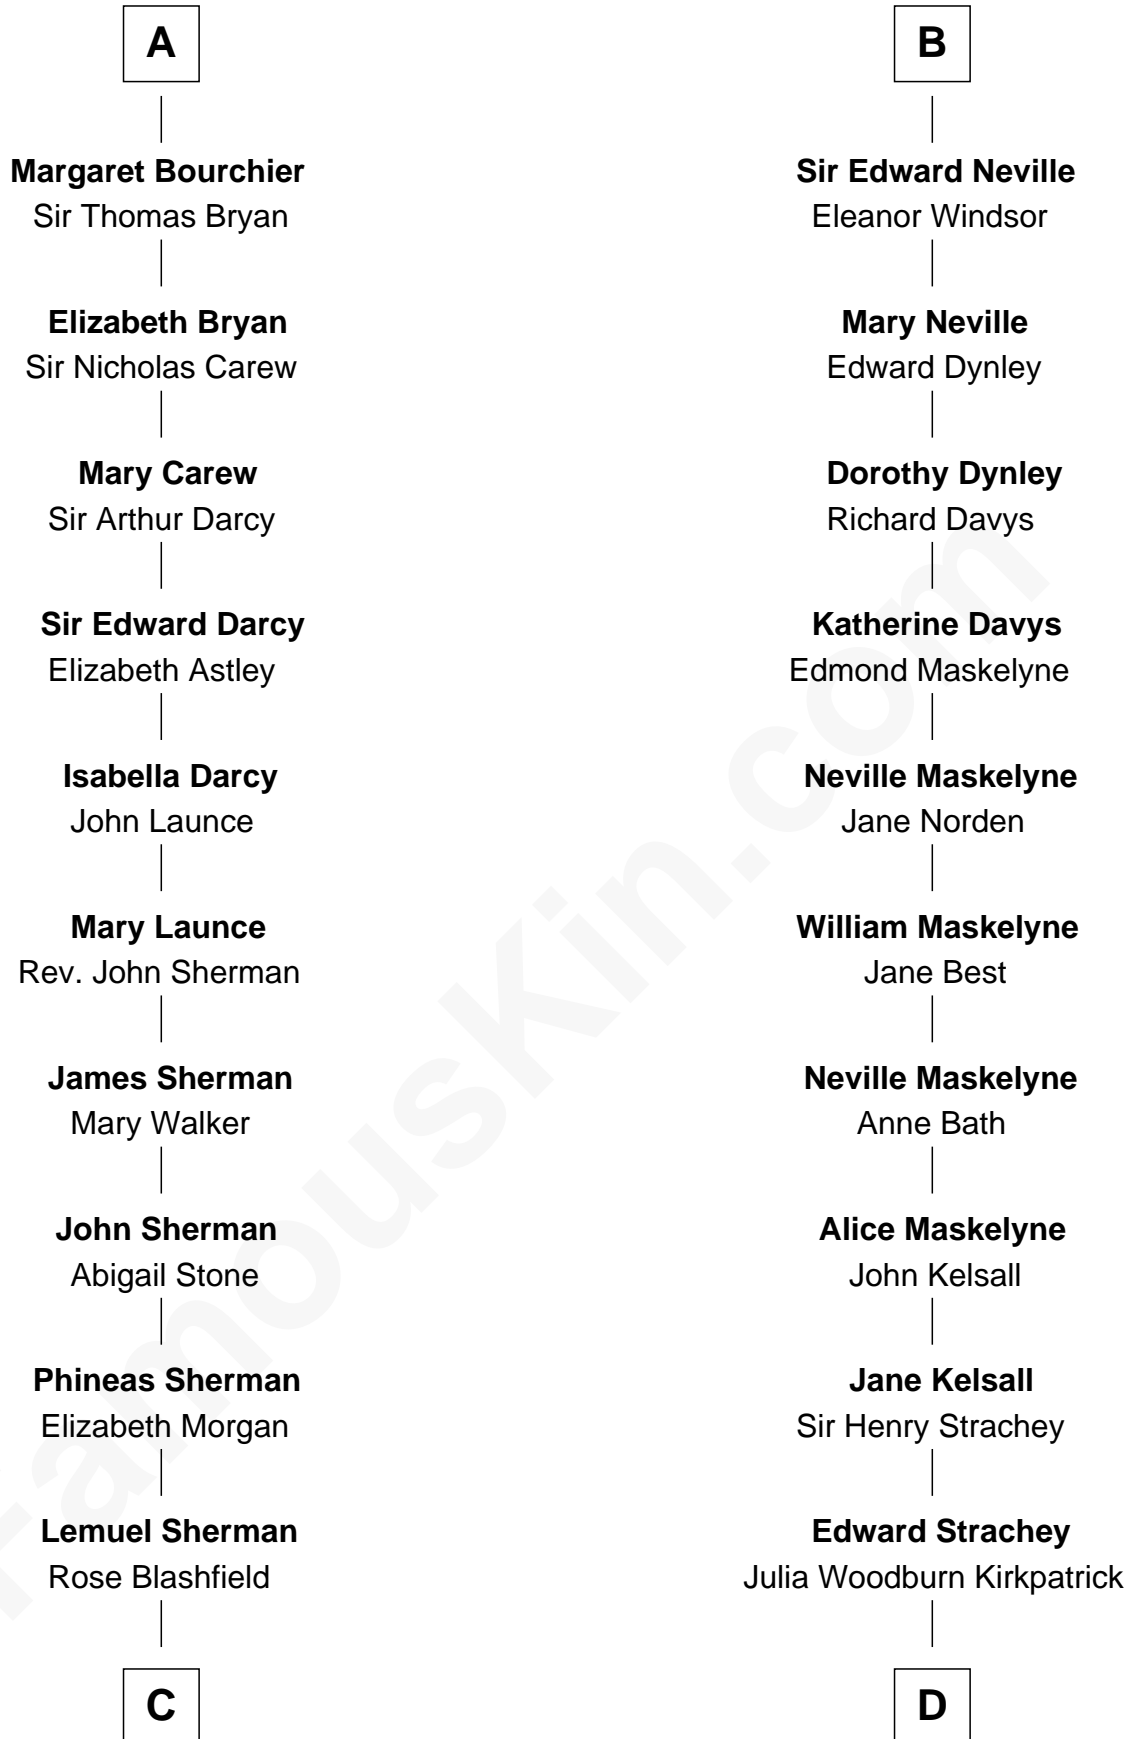 A
Margaret Bourchier
Sir Thomas Bryan
Elizabeth Bryan
Sir Nicholas Carew
Mary Carew
Sir Arthur Darcy
Sir Edward Darcy
Elizabeth Astley
Isabella Darcy
John Launce
Mary Launce
Rev. John Sherman
James Sherman
Mary Walker
John Sherman
Abigail Stone
Phineas Sherman
Elizabeth Morgan
Lemuel Sherman
Rose Blashfield
C
B
Sir Edward Neville
Eleanor Windsor
Mary Neville
Edward Dynley
Dorothy Dynley
Richard Davys
Katherine Davys
Edmond Maskelyne
Neville Maskelyne
Jane Norden
William Maskelyne
Jane Best
Neville Maskelyne
Anne Bath
Alice Maskelyne
John Kelsall
Jane Kelsall
Sir Henry Strachey
Edward Strachey
Julia Woodburn Kirkpatrick
D
FamousKin.com